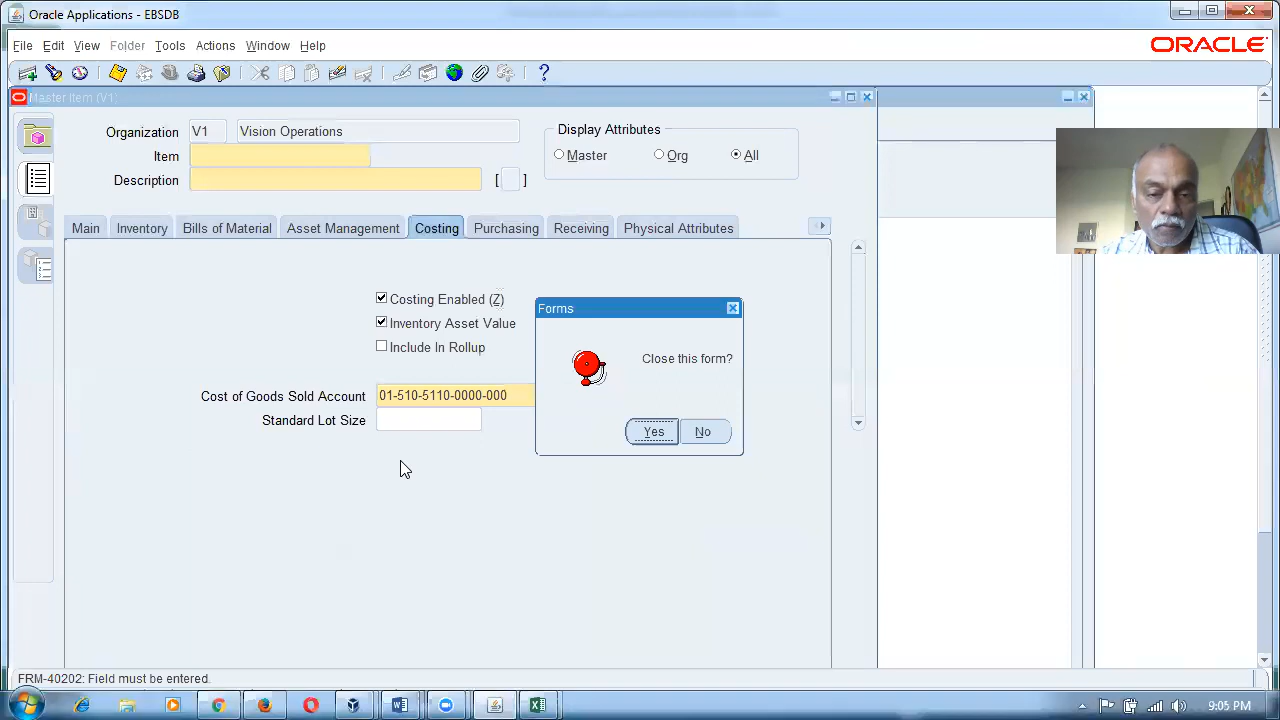 Oracle Applications - EBSDB
File Edit View Folder Tools Actions Window Help
ORACLE
Master Item (V1)
Organization V1 Vision Operations
Display Attributes
Item
Master Org All
Description [ ]
Main Inventory Bills of Material Asset Management Costing Purchasing Receiving Physical Attributes
Costing Enabled (Z)
Inventory Asset Value
Include In Rollup
Cost of Goods Sold Account 01-510-5110-0000-000
Standard Lot Size
Forms
Close this form?
Yes No
FRM-40202: Field must be entered.
9:05 PM